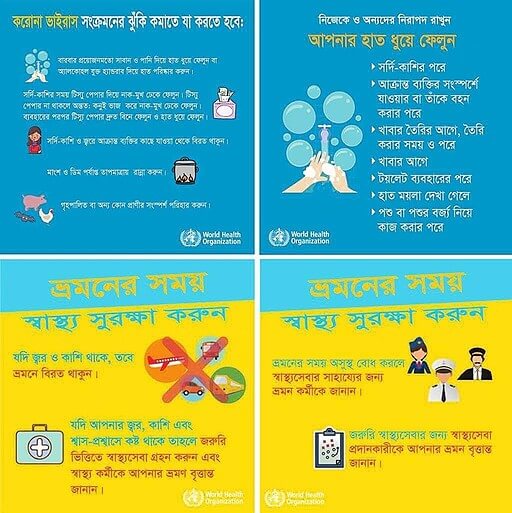 করোনা ভাইরাস সংক্রমনের ঝুঁকি কমাতে যা করতে হবে:
বারবার প্রয়োজনমতো সাবান ও পানি দিয়ে হাত ধুয়ে ফেলুন বা
অ্যালকোহল যুক্ত হ্যান্ডরাব দিয়ে হাত পরিষ্কার করুন।
সর্দি-কাশির সময় টিস্যু পেপার দিয়ে নাক-মুখ ঢেকে ফেলুন। টিস্যু
পেপার না থাকলে অন্তত: কনুই ভাজ করে নাক-মুখ ঢেকে ফেলুন।
ব্যবহারের পরপর টিস্যু পেপার দ্রুত বিনে ফেলুন ও হাত ধুয়ে ফেলুন।
সর্দি-কাশি ও জ্বরে আক্রান্ত ব্যক্তির কাছে যাওয়া থেকে বিরত থাকুন।
মাংস ও ডিম পর্যাপ্ত তাপমাত্রায় রান্না করুন।
গৃহপালিত বা অন্য কোন প্রাণীর সংস্পর্শ পরিহার করুন।
World Health
Organization
নিজেকে ও অন্যদের নিরাপদ রাখুন
আপনার হাত ধুয়ে ফেলুন
সর্দি-কাশির পরে
আক্রান্ত ব্যক্তির সংস্পর্শে
যাওয়ার বা তাঁকে বহন
করার পরে
খাবার তৈরির আগে, তৈরি
করার সময় ও পরে
খাবার আগে
টয়লেট ব্যবহারের পরে
হাত ময়লা দেখা গেলে
পশু বা পশুর বর্জ্য নিয়ে
কাজ করার পরে
World Health
Organization
ভ্রমনের সময়
স্বাস্থ্য সুরক্ষা করুন
যদি জ্বর ও কাশি থাকে, তবে
ভ্রমনে বিরত থাকুন।
যদি আপনার জ্বর, কাশি এবং
শ্বাস-প্রশ্বাসে কষ্ট থাকে তাহলে জরুরি
ভিত্তিতে স্বাস্থ্যসেবা গ্রহন করুন এবং
স্বাস্থ্য কর্মীকে আপনার ভ্রমণ বৃত্তান্ত
জানান।
World Health
Organization
ভ্রমনের সময়
স্বাস্থ্য সুরক্ষা করুন
ভ্রমনের সময় অসুস্থ বোধ করলে
স্বাস্থ্যসেবার সাহায্যের জন্য
ভ্রমন কর্মীকে জানান।
জরুরি স্বাস্থ্যসেবার জন্য স্বাস্থ্যসেবা
প্রদানকারীকে আপনার ভ্রমন বৃত্তান্ত
জানান।
World Health
Organization